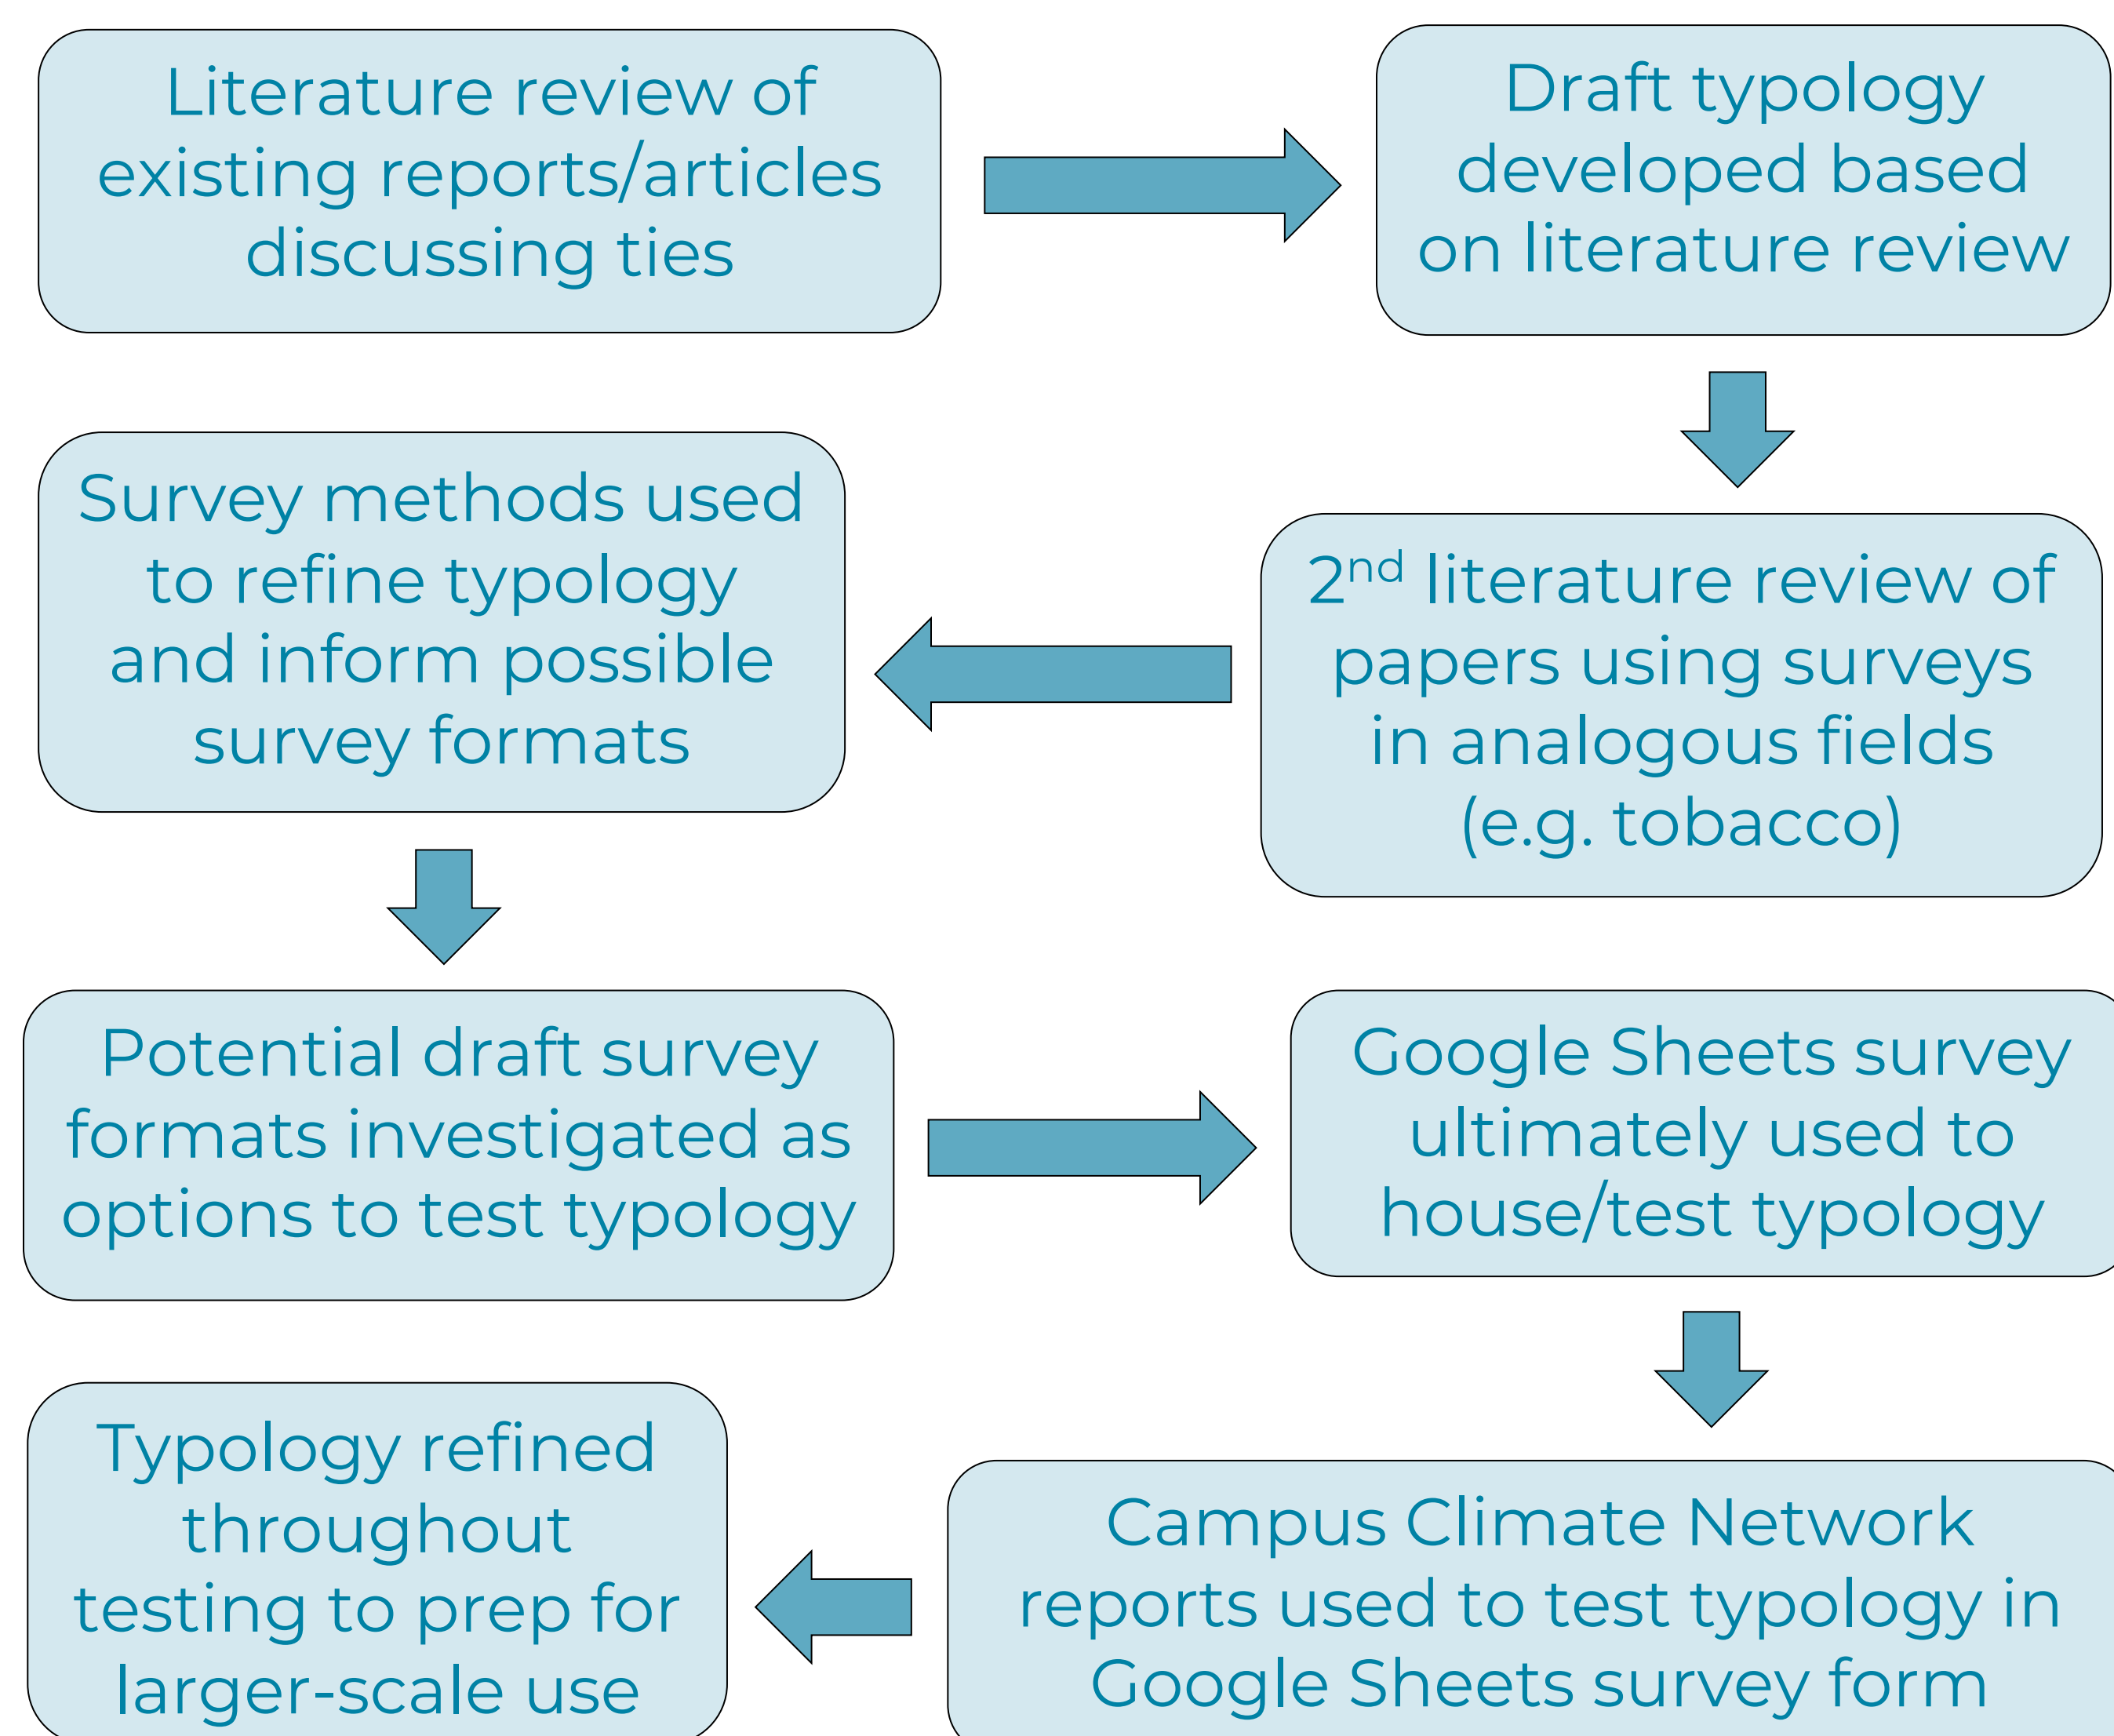 Literature review of
existing reports/articles
discussing ties
Draft typology
developed based
on literature review
2nd literature review of
papers using surveys
in analogous fields
(e.g. tobacco)
Survey methods used
to refine typology
and inform possible
survey formats
Potential draft survey
formats investigated as
options to test typology
Google Sheets survey
ultimately used to
house/test typology
Campus Climate Network
reports used to test typology in
Google Sheets survey form
Typology refined
throughout
testing to prep for
larger-scale use